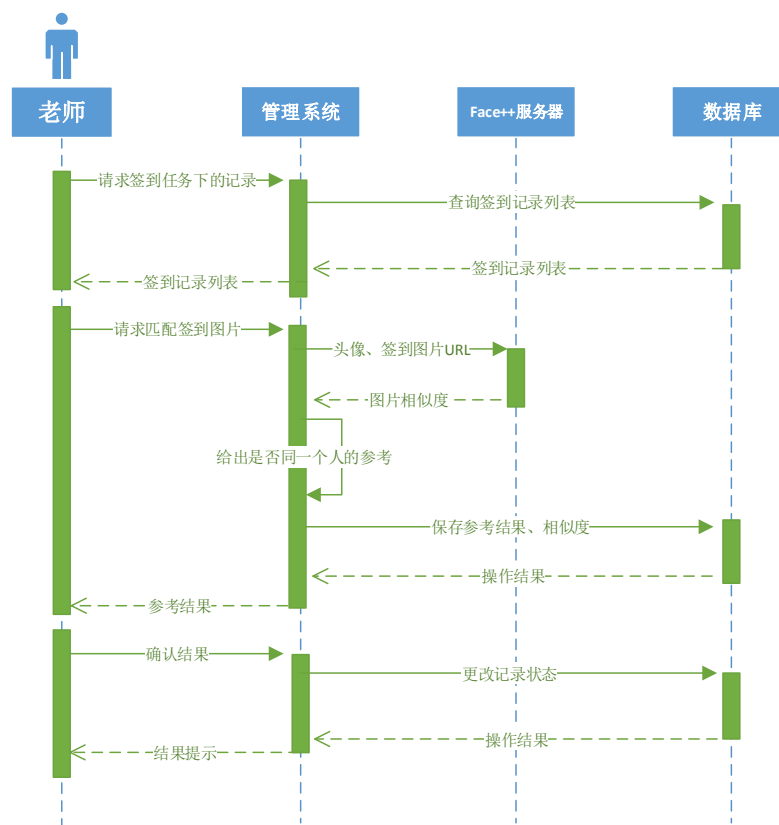 老师
管理系统
Face++服务器
数据库
请求签到任务下的记录
查询签到记录列表
签到记录列表
签到记录列表
请求匹配签到图片
头像、签到图片URL
图片相似度
给出是否同一个人的参考
保存参考结果、相似度
操作结果
参考结果
确认结果
更改记录状态
操作结果
结果提示